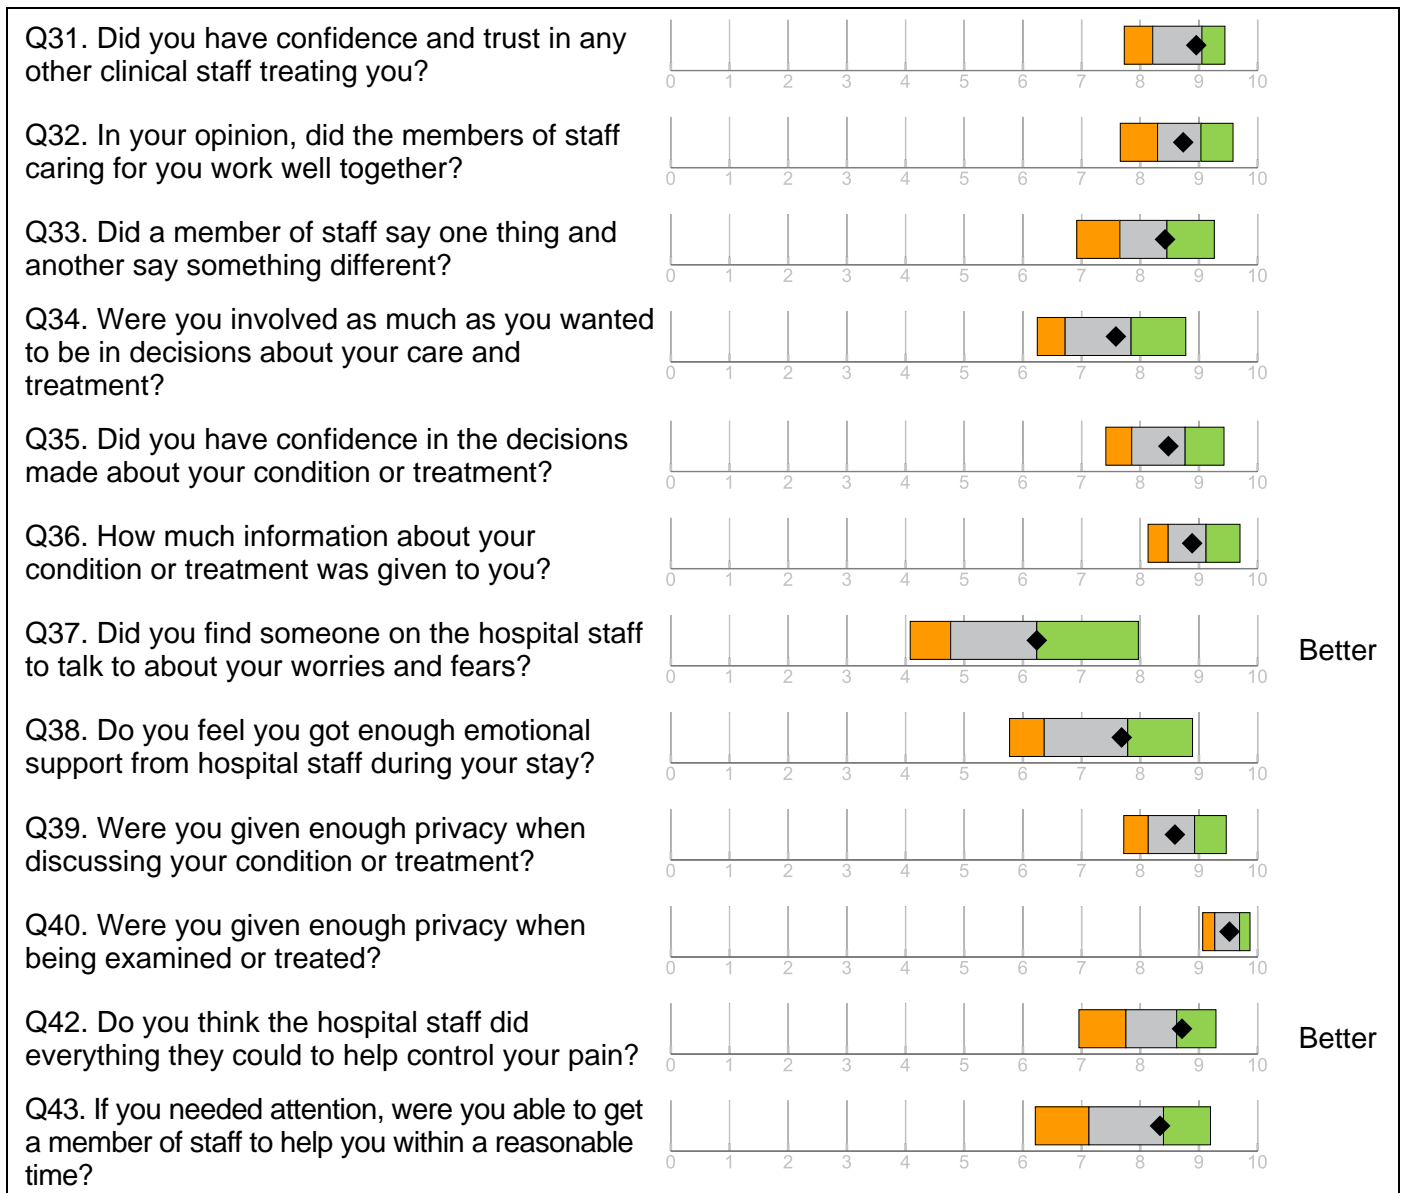 Q31. Did you have confidence and trust in any
other clinical staff treating you?
0 1 2 3 4 5 6 7 8 9 10
Q32. In your opinion, did the members of staff
caring for you work well together?
0 1 2 3 4 5 6 7 8 9 10
Q33. Did a member of staff say one thing and
another say something different?
0 1 2 3 4 5 6 7 8 9 10
Q34. Were you involved as much as you wanted
to be in decisions about your care and
treatment?
0 1 2 3 4 5 6 7 8 9 10
Q35. Did you have confidence in the decisions
made about your condition or treatment?
0 1 2 3 4 5 6 7 8 9 10
Q36. How much information about your
condition or treatment was given to you?
0 1 2 3 4 5 6 7 8 9 10
Q37. Did you find someone on the hospital staff
to talk to about your worries and fears?
0 1 2 3 4 5 6 7 8 9 10
Better
Q38. Do you feel you got enough emotional
support from hospital staff during your stay?
0 1 2 3 4 5 6 7 8 9 10
Q39. Were you given enough privacy when
discussing your condition or treatment?
0 1 2 3 4 5 6 7 8 9 10
Q40. Were you given enough privacy when
being examined or treated?
0 1 2 3 4 5 6 7 8 9 10
Q42. Do you think the hospital staff did
everything they could to help control your pain?
0 1 2 3 4 5 6 7 8 9 10
Better
Q43. If you needed attention, were you able to get
a member of staff to help you within a reasonable
time?
0 1 2 3 4 5 6 7 8 9 10